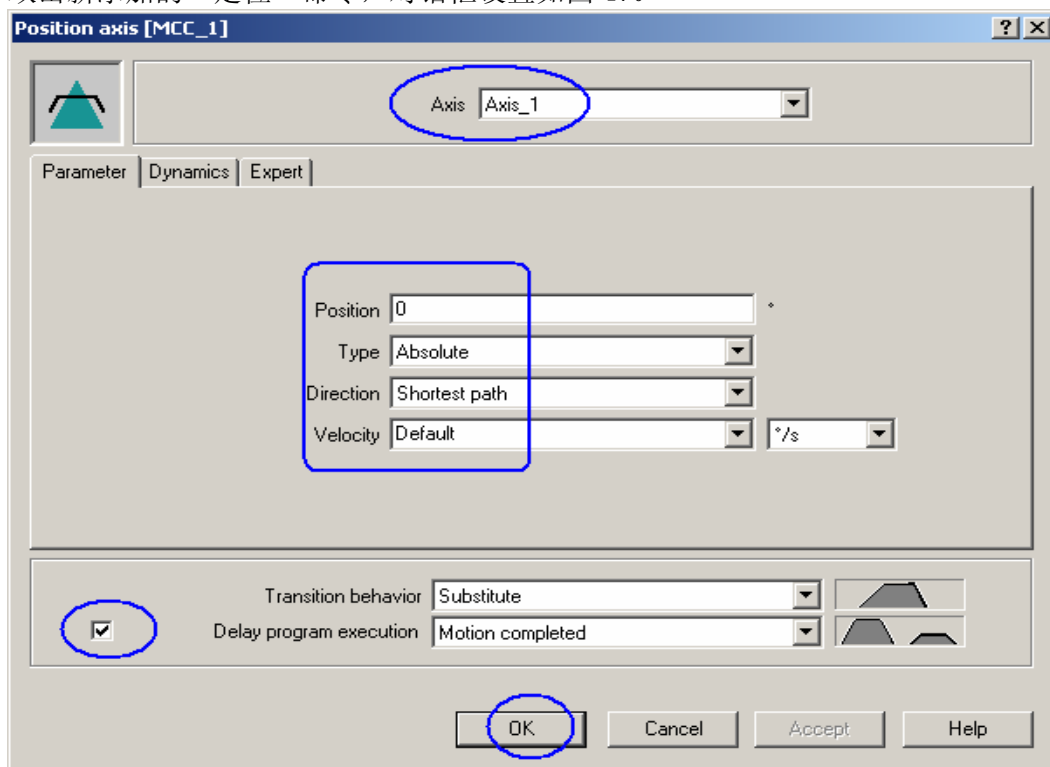 Position axis [MCC_1]
Axis Axis_1
Parameter Dynamics Expert
Position 0 °
Type Absolute
Direction Shortest path
Velocity Default °/s
Transition behavior Substitute
Delay program execution Motion completed
OK Cancel Accept Help